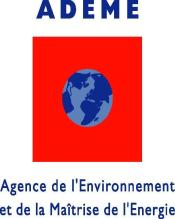 ADEME
Agence de l'Environnement
et de la Maîtrise de l'Energie